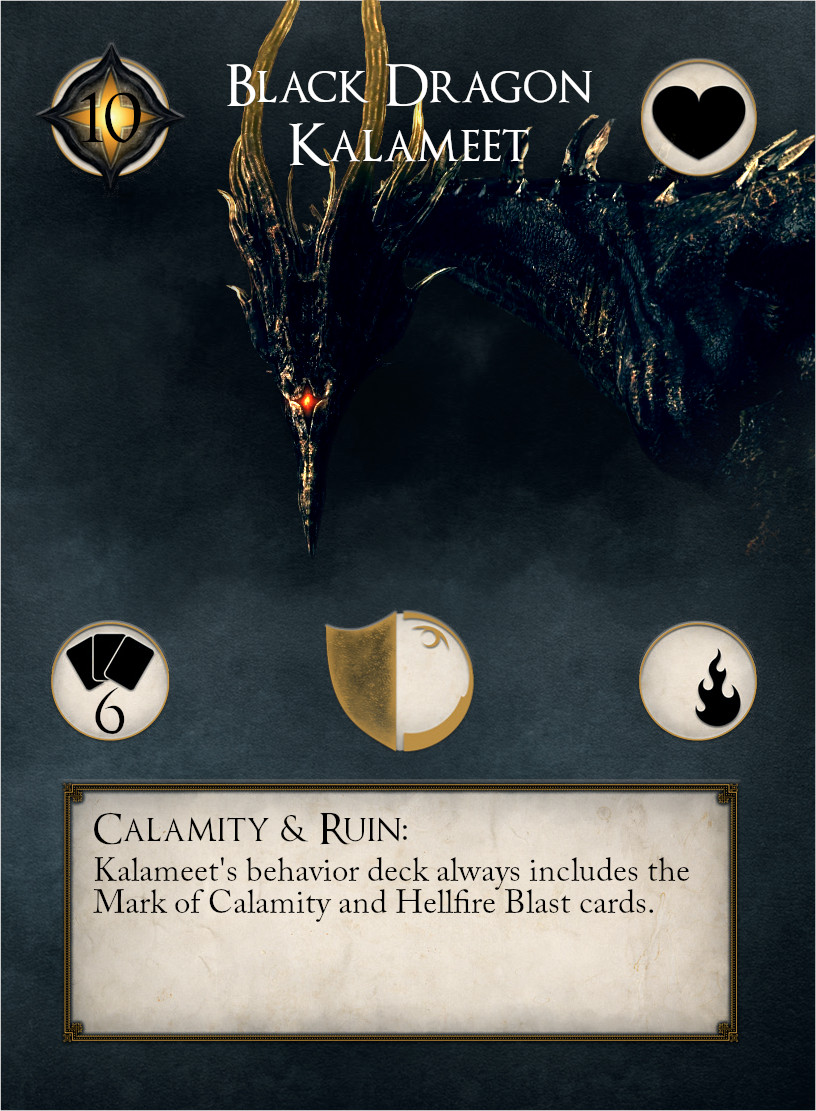 10
Black Dragon
Kalameet
6
Calamity & Ruin:
Kalameet's behavior deck always includes the
Mark of Calamity and Hellfire Blast cards.